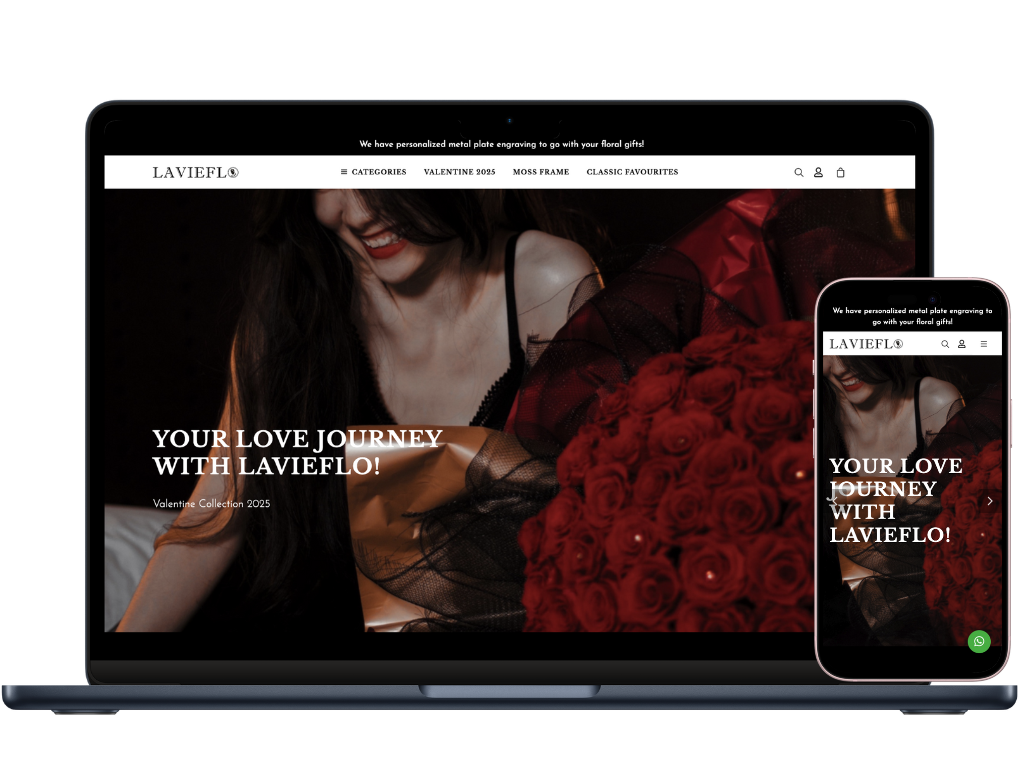 We have personalized metal plate engraving to go with your floral gifts!
LAVIEFLO
CATEGORIES VALENTINE 2025 MOSS FRAME CLASSIC FAVOURITES
YOUR LOVE JOURNEY
WITH LAVIEFLO!
Valentine Collection 2025
We have personalized metal plate engraving to
go with your floral gifts!
LAVIEFLO
YOUR LOVE
JOURNEY
WITH
LAVIEFLO!